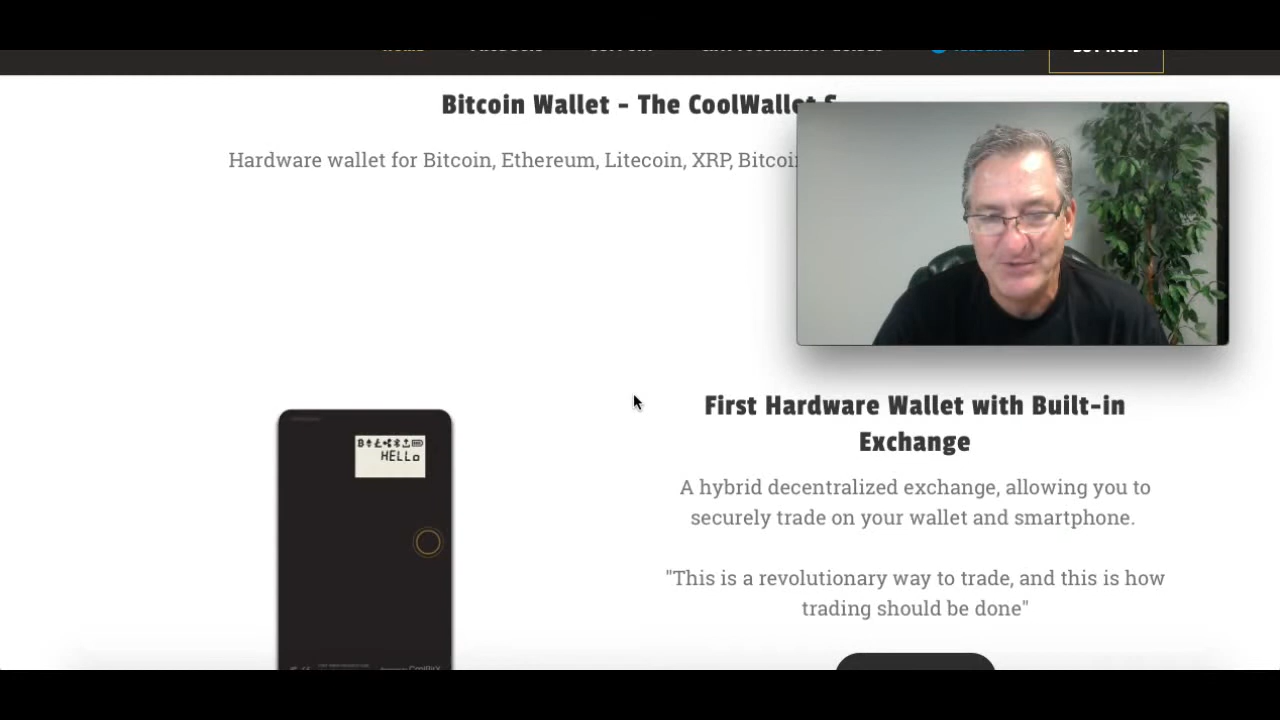 Bitcoin Wallet - The CoolWallet S
Hardware wallet for Bitcoin, Ethereum, Litecoin, XRP,
HELLo
First Hardware Wallet with Built-in
Exchange
A hybrid decentralized exchange, allowing you to
securely trade on your wallet and smartphone.
"This is a revolutionary way to trade, and this is how
trading should be done"